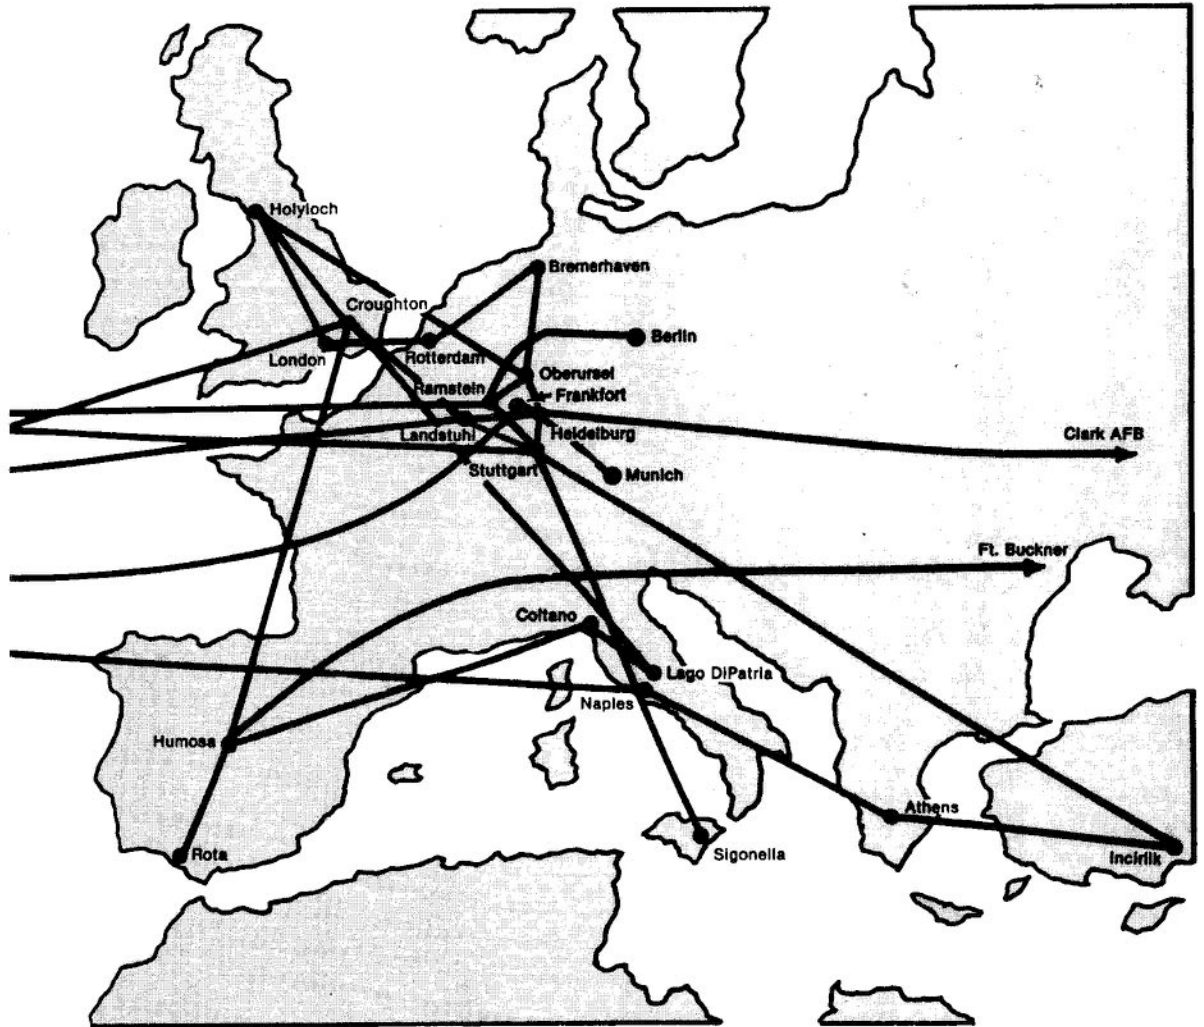 Holyloch
Bremerhaven
Croughton
Berlin
London
Rotterdam
Oberursel
Ramstein
Frankfort
Landstuhl
Heidelburg
Clark AFB
Stuttgart
Munich
Ft. Buckner
Coltano
Lago DiPatria
Naples
Humosa
Athens
Rota
Sigonella
Incirlik